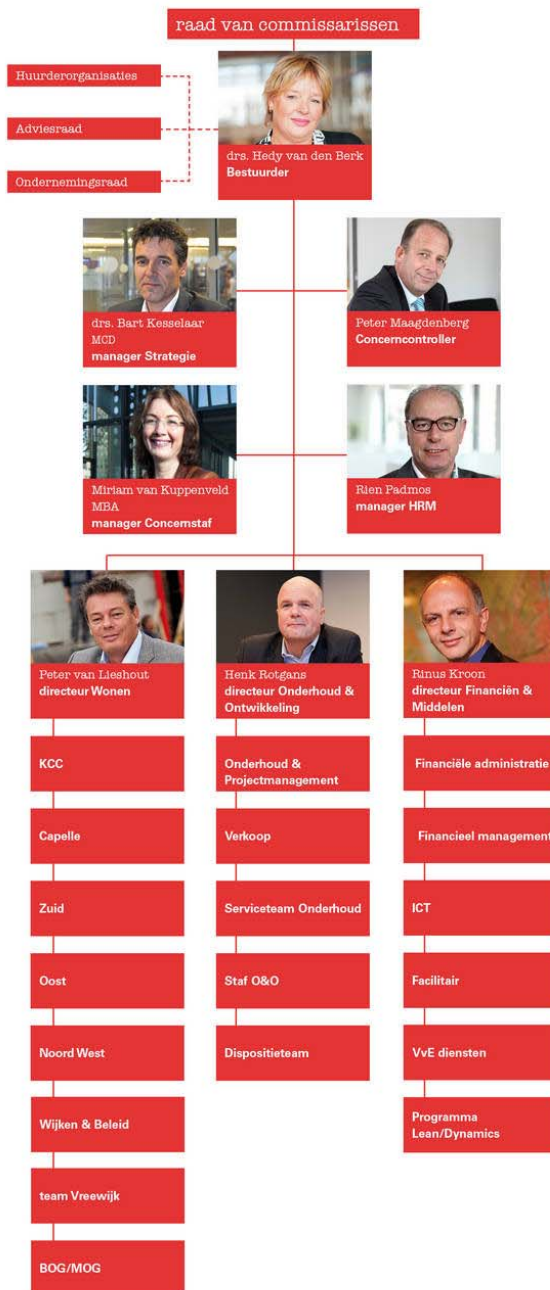 raad van commissarissen
Huurderorganisaties
Adviesraad
Ondernemingsraad
drs. Hedy van den Berk
Bestuurder
drs. Bart Kesselaar
MCD
manager Strategie
Peter Maagdenberg
Concerncontroller
Miriam van Kuppenveld
MBA
manager Concernstaf
Rien Padmos
manager HRM
Peter van Lieshout
directeur Wonen
KCC
Capelle
Zuid
Oost
Noord West
Wijken & Beleid
team Vreewijk
BOG/MOG
Henk Rotgans
directeur Onderhoud &
Ontwikkeling
Onderhoud &
Projectmanagement
Verkoop
Serviceteam Onderhoud
Staf O&O
Dispositieteam
Rinus Kroon
directeur Financiën &
Middelen
Financiële administratie
Financieel management
ICT
Facilitair
VvE diensten
Programma
Lean/Dynamics